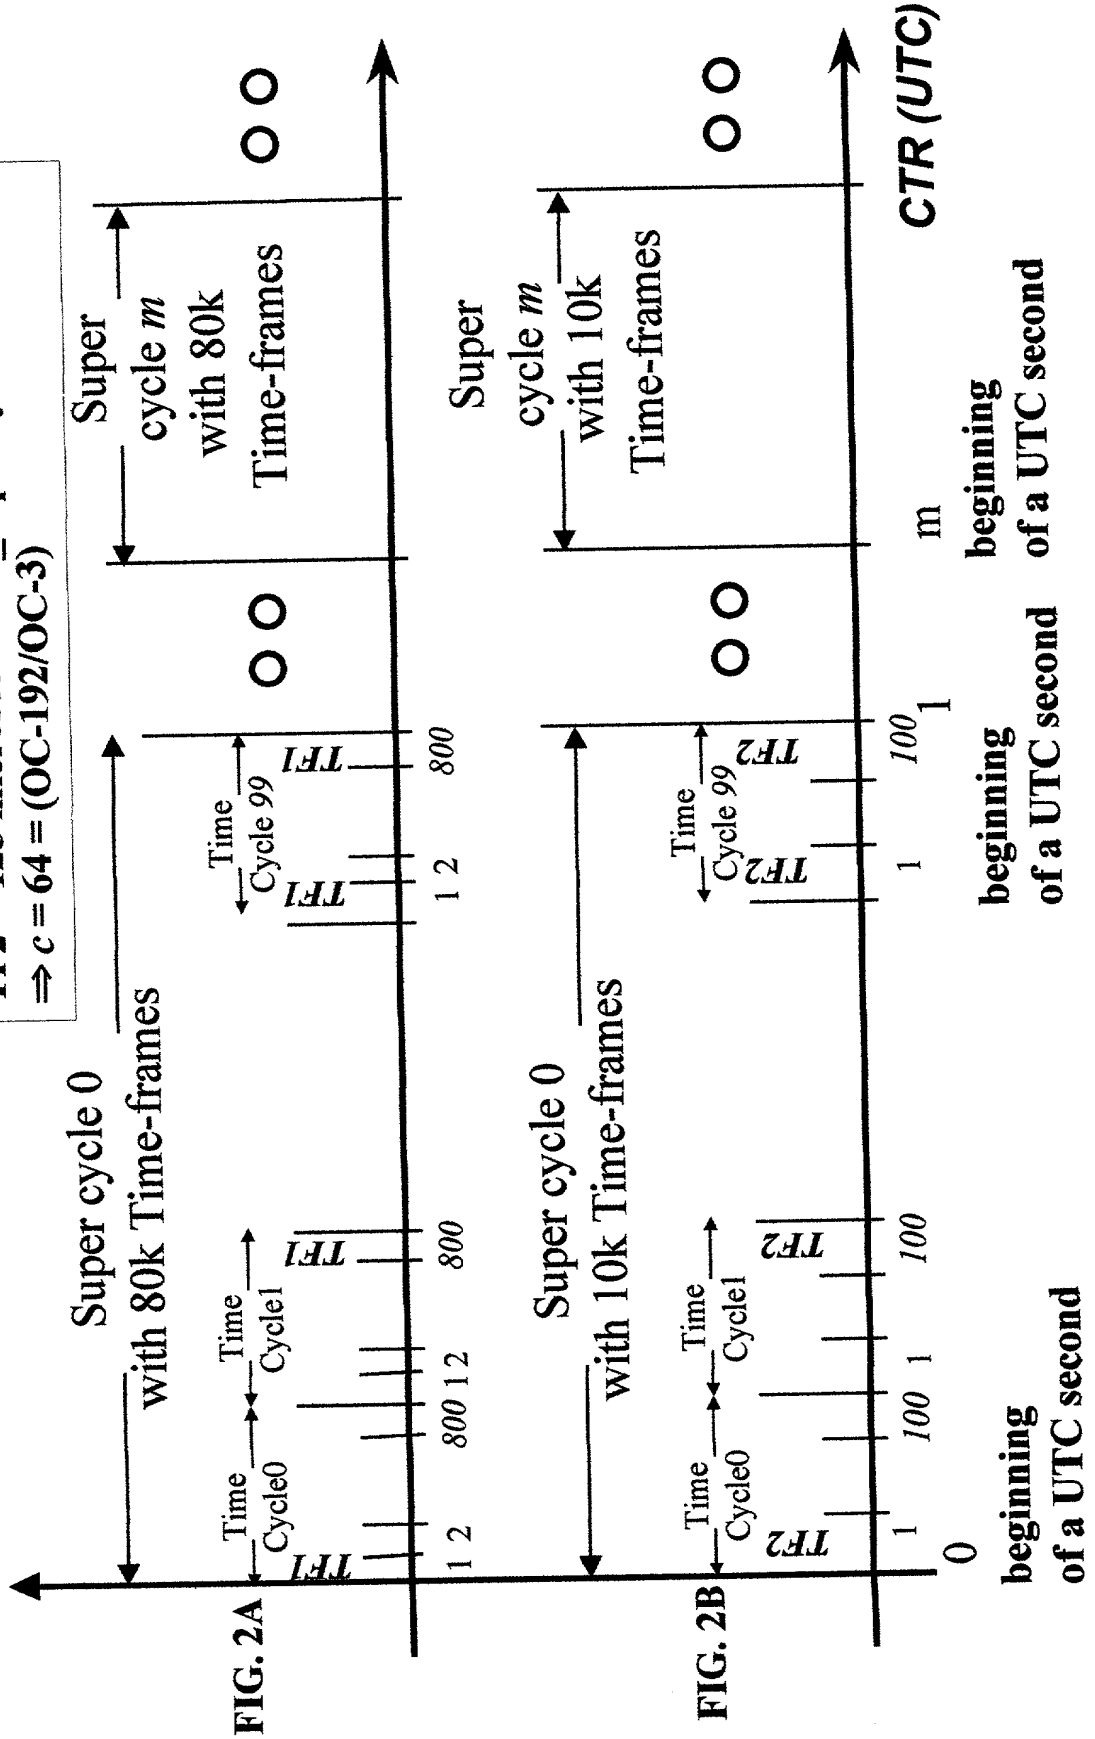 ⇒ c = 64 = (OC-192/OC-3)
Super cycle 0
with 80k Time-frames
Super
cycle m
with 80k
Time-frames
FIG. 2A
Time
Cycle0
Time
Cycle1
Time
Cycle 99
TF1
TF1
TF1
TF1
1 2
800
1 2
800
1 2
800
Super cycle 0
with 10k Time-frames
Super
cycle m
with 10k
Time-frames
FIG. 2B
Time
Cycle0
Time
Cycle1
Time
Cycle 99
TF2
TF2
TF2
TF2
1
100
1
100
1
100
0
1
m
CTR (UTC)
beginning
of a UTC second
beginning
of a UTC second
beginning
of a UTC second